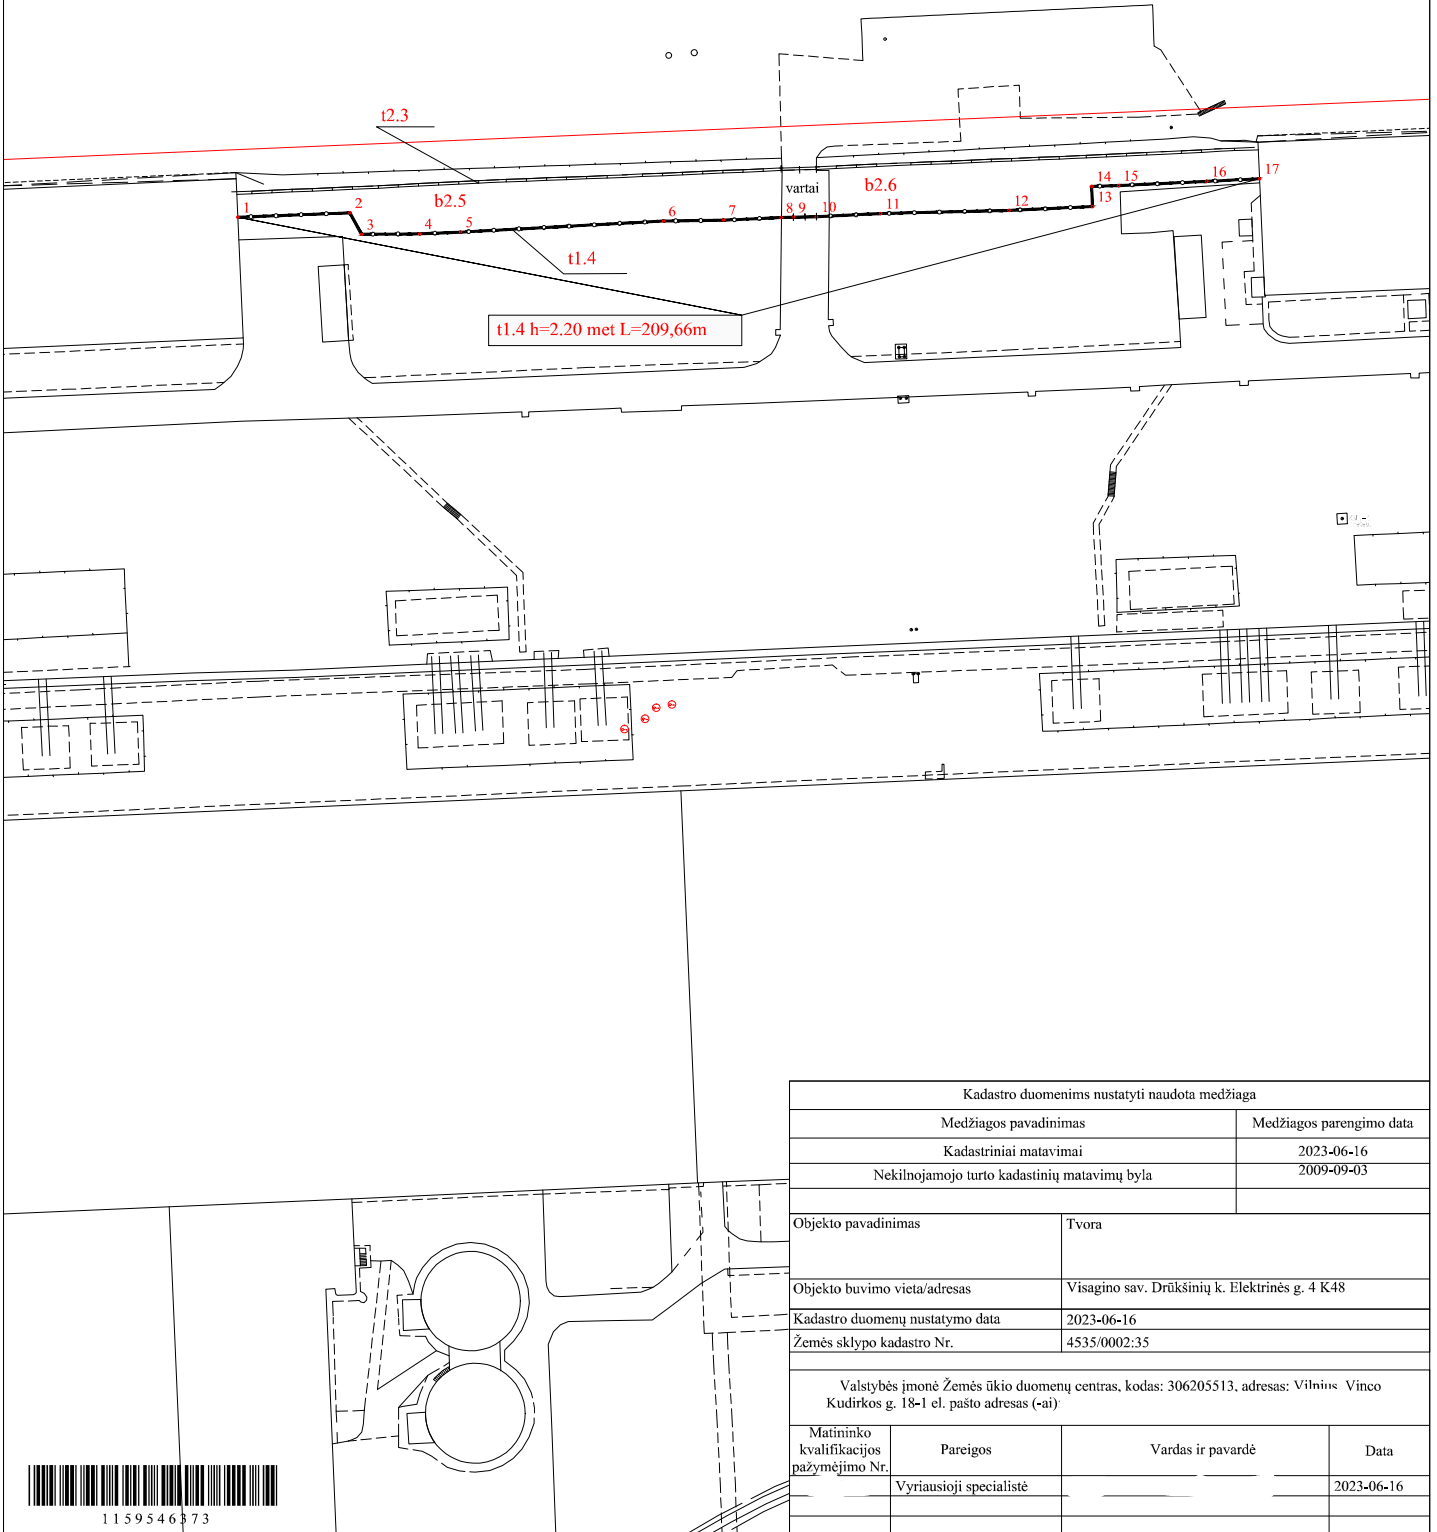 t2.3
vartai
b2.5
b2.6
1
2
3
4
5
6
7
8
9
10
11
12
13
14
15
16
17
t1.4
t1.4 h=2.20 met L=209,66m
Kadastro duomenims nustatyti naudota medžiaga
Medžiagos pavadinimas
Medžiagos parengimo data
Kadastriniai matavimai
2023-06-16
Nekilnojamojo turto kadastinių matavimų byla
2009-09-03
Objekto pavadinimas
Tvora
Objekto buvimo vieta/adresas
Visagino sav. Drūkšinių k. Elektrinės g. 4 K48
Kadastro duomenų nustatymo data
2023-06-16
Žemės sklypo kadastro Nr.
4535/0002:35
Valstybės įmonė Žemės ūkio duomenų centras, kodas: 306205513, adresas: Vilnius Vinco
Kudirkos g. 18-1 el. pašto adresas (-ai):
Matininko
kvalifikacijos
pažymėjimo Nr.
Pareigos
Vardas ir pavardė
Data
Vyriausioji specialistė
2023-06-16
1159546373